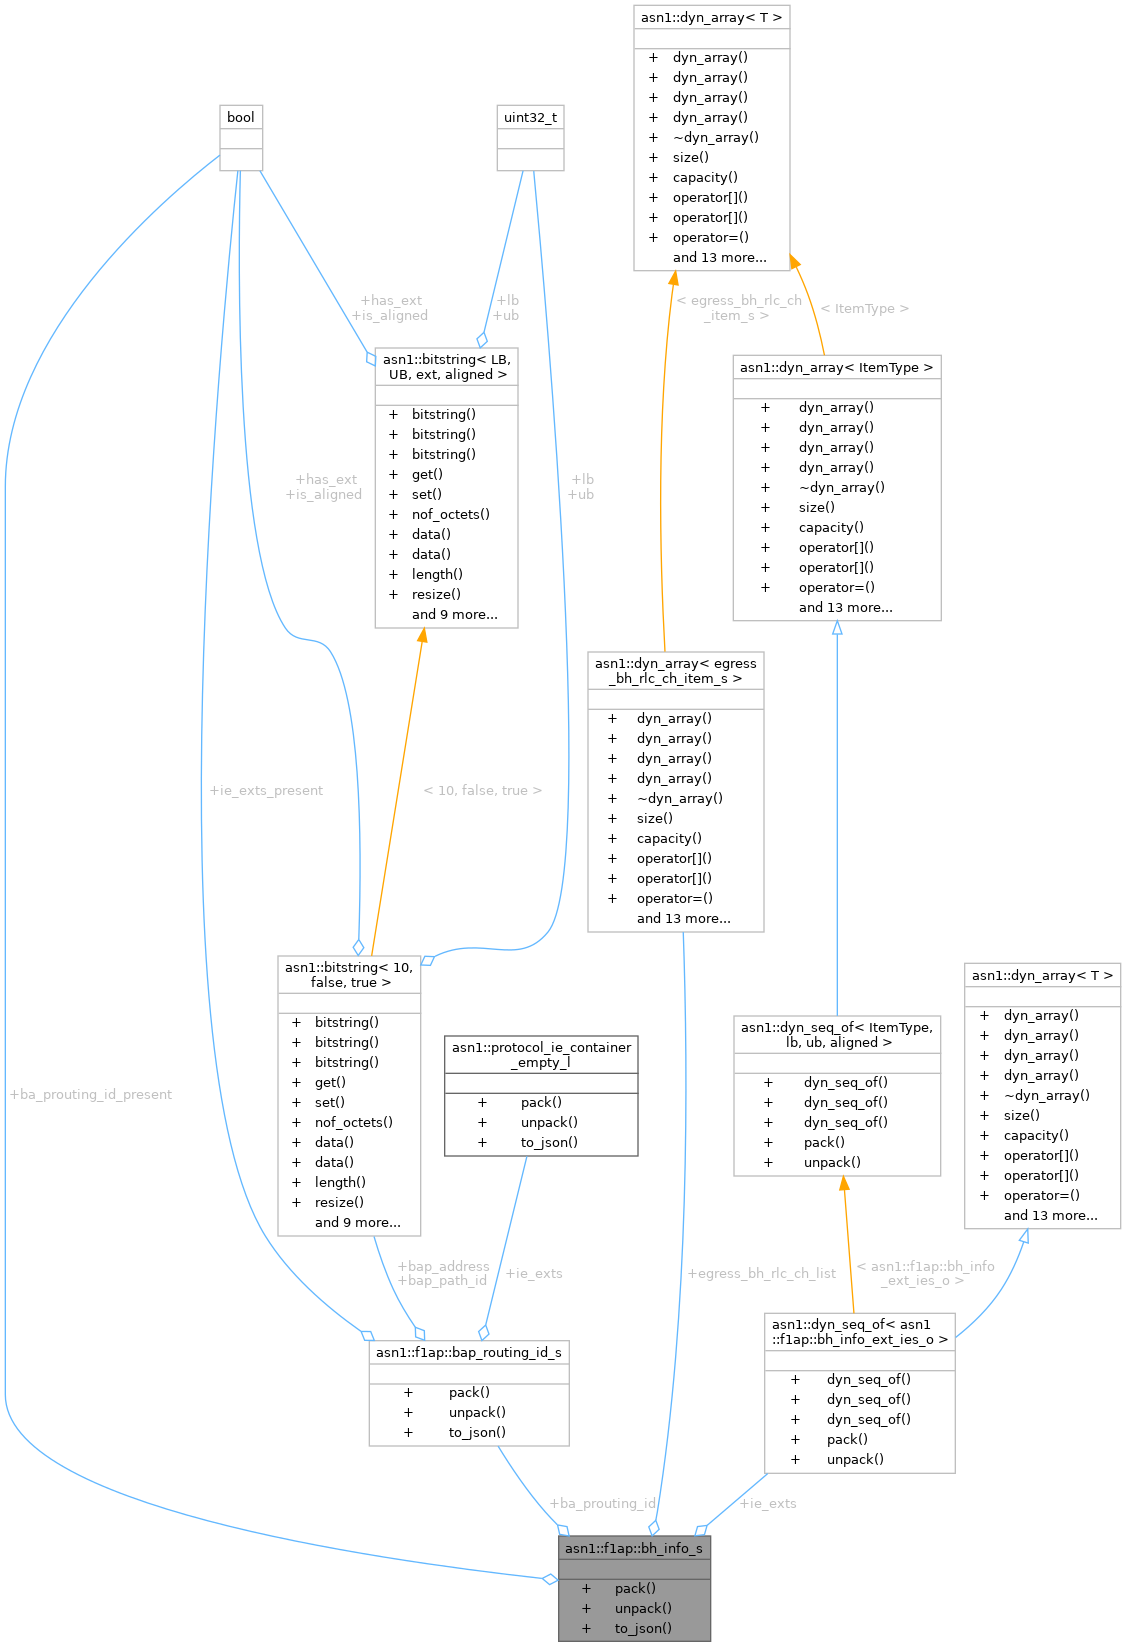 asn1::dyn_array< T >
+ dyn_array()
+ dyn_array()
+ dyn_array()
+ dyn_array()
+ ~dyn_array()
+ size()
+ capacity()
+ operator[]()
+ operator[]()
+ operator=()
and 13 more...
bool
uint32_t
+has_ext
+is_aligned
+lb
+ub
< egress_bh_rlc_ch
_item_s >
< ItemType >
asn1::bitstring< LB,
UB, ext, aligned >
+ bitstring()
+ bitstring()
+ bitstring()
+ get()
+ set()
+ nof_octets()
+ data()
+ data()
+ length()
+ resize()
and 9 more...
asn1::dyn_array< ItemType >
+ dyn_array()
+ dyn_array()
+ dyn_array()
+ dyn_array()
+ ~dyn_array()
+ size()
+ capacity()
+ operator[]()
+ operator[]()
+ operator=()
and 13 more...
+has_ext
+is_aligned
+lb
+ub
asn1::dyn_array< egress
_bh_rlc_ch_item_s >
+ dyn_array()
+ dyn_array()
+ dyn_array()
+ dyn_array()
+ ~dyn_array()
+ size()
+ capacity()
+ operator[]()
+ operator[]()
+ operator=()
and 13 more...
+ie_exts_present
< 10, false, true >
asn1::bitstring< 10,
false, true >
+ bitstring()
+ bitstring()
+ bitstring()
+ get()
+ set()
+ nof_octets()
+ data()
+ data()
+ length()
+ resize()
and 9 more...
asn1::protocol_ie_container
_empty_l
+ pack()
+ unpack()
+ to_json()
asn1::dyn_seq_of< ItemType,
lb, ub, aligned >
+ dyn_seq_of()
+ dyn_seq_of()
+ dyn_seq_of()
+ pack()
+ unpack()
asn1::dyn_array< T >
+ dyn_array()
+ dyn_array()
+ dyn_array()
+ dyn_array()
+ ~dyn_array()
+ size()
+ capacity()
+ operator[]()
+ operator[]()
+ operator=()
and 13 more...
+ba_prouting_id_present
+bap_address
+bap_path_id
+ie_exts
+egress_bh_rlc_ch_list
< asn1::f1ap::bh_info
_ext_ies_o >
asn1::f1ap::bap_routing_id_s
+ pack()
+ unpack()
+ to_json()
asn1::dyn_seq_of< asn1
::f1ap::bh_info_ext_ies_o >
+ dyn_seq_of()
+ dyn_seq_of()
+ dyn_seq_of()
+ pack()
+ unpack()
+ba_prouting_id
+ie_exts
asn1::f1ap::bh_info_s
+ pack()
+ unpack()
+ to_json()